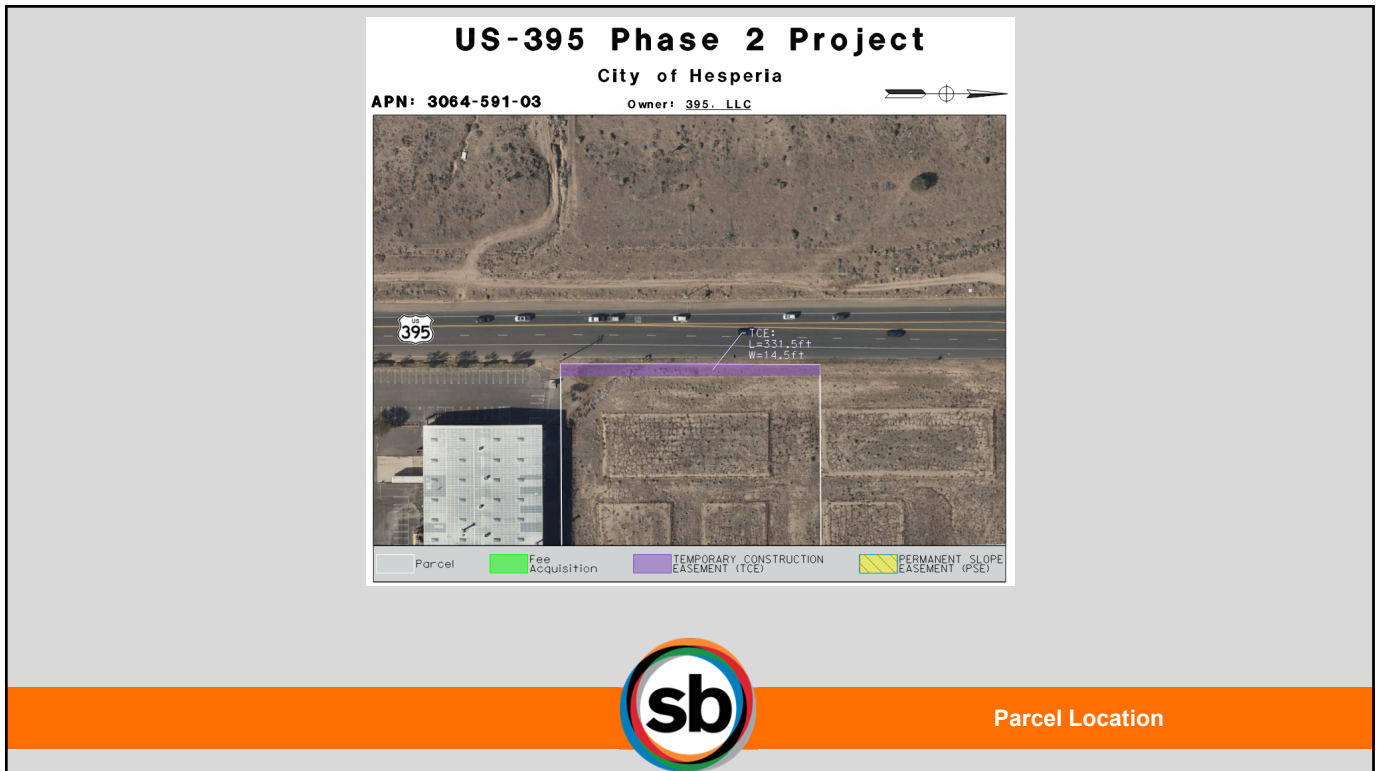 US-395 Phase 2 Project
City of Hesperia
APN: 3064-591-03
Owner: 395, LLC
US
395
TCE:
L=331.5ft
W=14.5ft
Parcel
Fee
Acquisition
TEMPORARY CONSTRUCTION
EASEMENT (TCE)
PERMANENT SLOPE
EASEMENT (PSE)
sb
Parcel Location